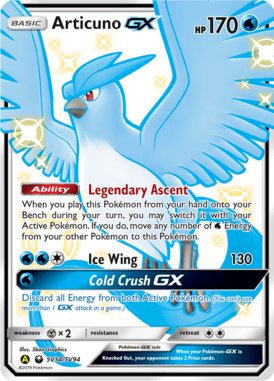 BASIC Articuno GX HP 170
Ability Legendary Ascent
When you play this Pokémon from your hand onto your
Bench during your turn, you may switch it with your
Active Pokémon. If you do, move any number of Energy
from your other Pokémon to this Pokémon.
Ice Wing 130
Cold Crush GX
Discard all Energy from both Active Pokémon. (You can't use
more than 1 GX attack in a game.)
weakness ×2 resistance retreat
Illus. 5ban Graphics
A SV54/SV94
©2019 Pokémon
Pokémon-GX rule
When your Pokémon-GX is
Knocked Out, your opponent takes 2 Prize cards.